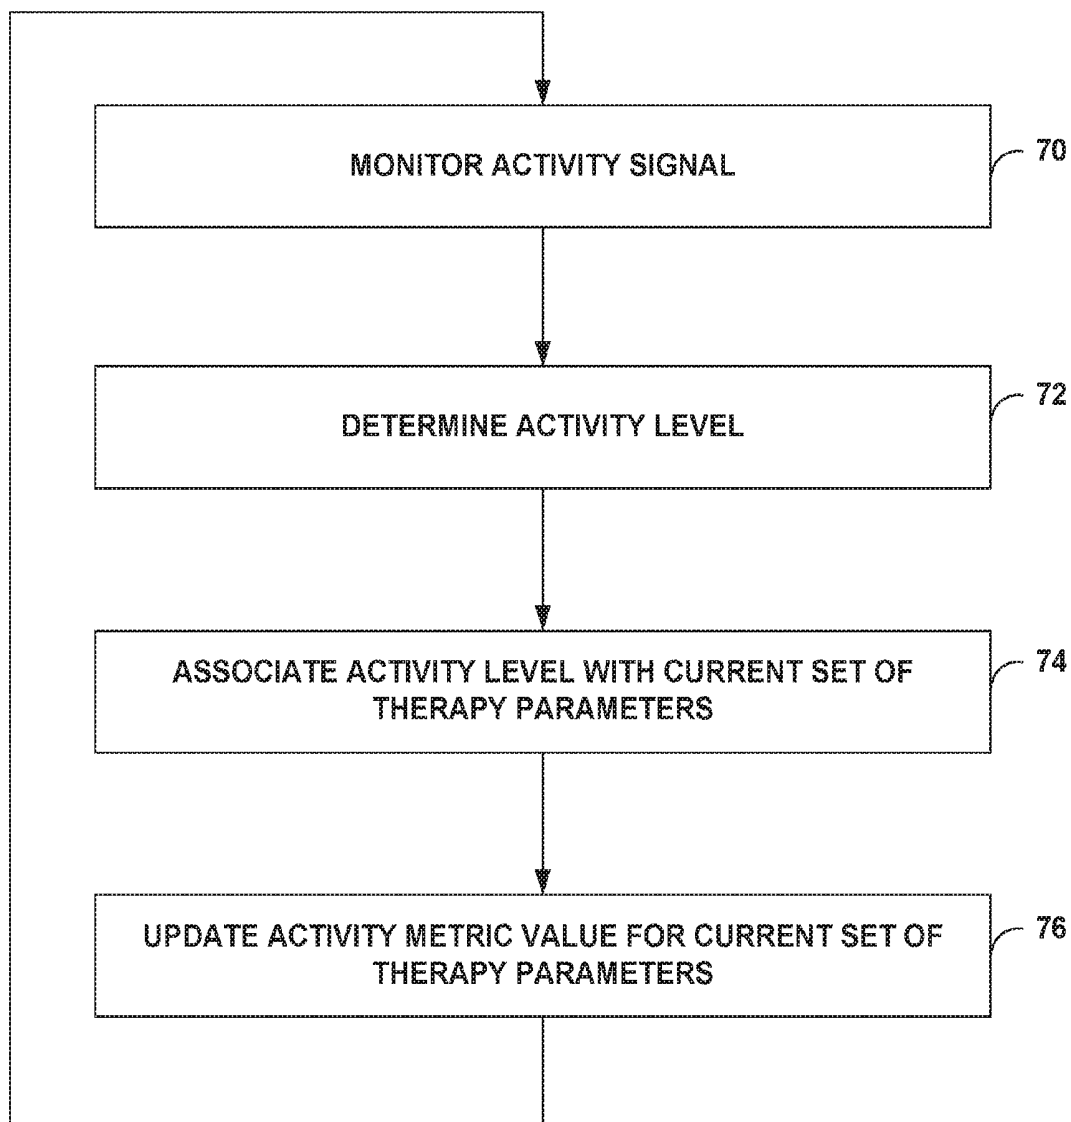 MONITOR ACTIVITY SIGNAL
70
DETERMINE ACTIVITY LEVEL
72
ASSOCIATE ACTIVITY LEVEL WITH CURRENT SET OF
THERAPY PARAMETERS
74
UPDATE ACTIVITY METRIC VALUE FOR CURRENT SET OF
THERAPY PARAMETERS
76